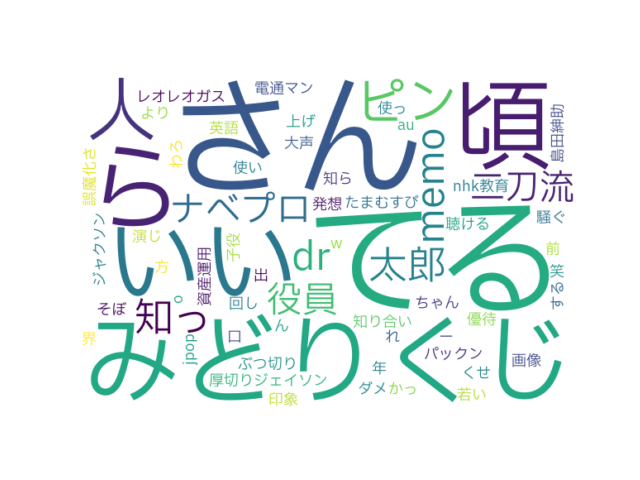 人
レオレオガス
電通マン
ピン
頃
島田紳助
さん
より
英語
上げ
使っ
au
わろ
大声
memo
誤魔化さ
ら
使い
知ら
二刀流
ナベプロ
発想
たまむすび
nhk教育
聴ける
騒ぐ
いい
てる
ジャクソン
演じ
子役
w
dr
太郎
前
笑
方
資産運用
出
役員
ちゃん
する
そぼ
知っ
o
回し
ん
知り合い
優待
みどり
くじ
界
jpop
口
れ
ー
パックン
画像
ぶつ切り
年
くせ
厚切りジェイソン
印象
ダメ
かっ
若い